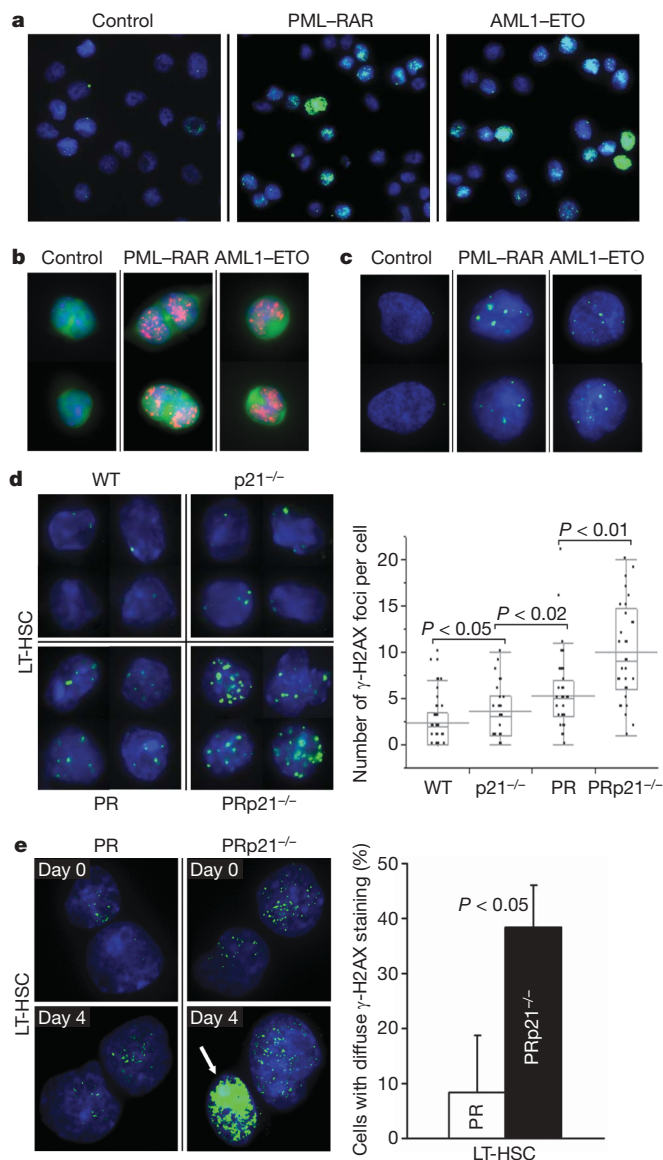 a
Control
PML–RAR
AML1–ETO
b
Control
PML–RAR
AML1–ETO
c
Control
PML–RAR
AML1–ETO
d
WT
p21–/–
LT-HSC
PR
PRp21–/–
Number of γ-H2AX foci per cell
20
15
10
5
0
P < 0.05
P < 0.02
P < 0.01
WT
p21–/–
PR
PRp21–/–
e
PR
PRp21–/–
Day 0
Day 0
LT-HSC
Day 4
Day 4
Cells with diffuse γ-H2AX staining (%)
50
40
30
20
10
0
P < 0.05
PR
PRp21–/–
LT-HSC